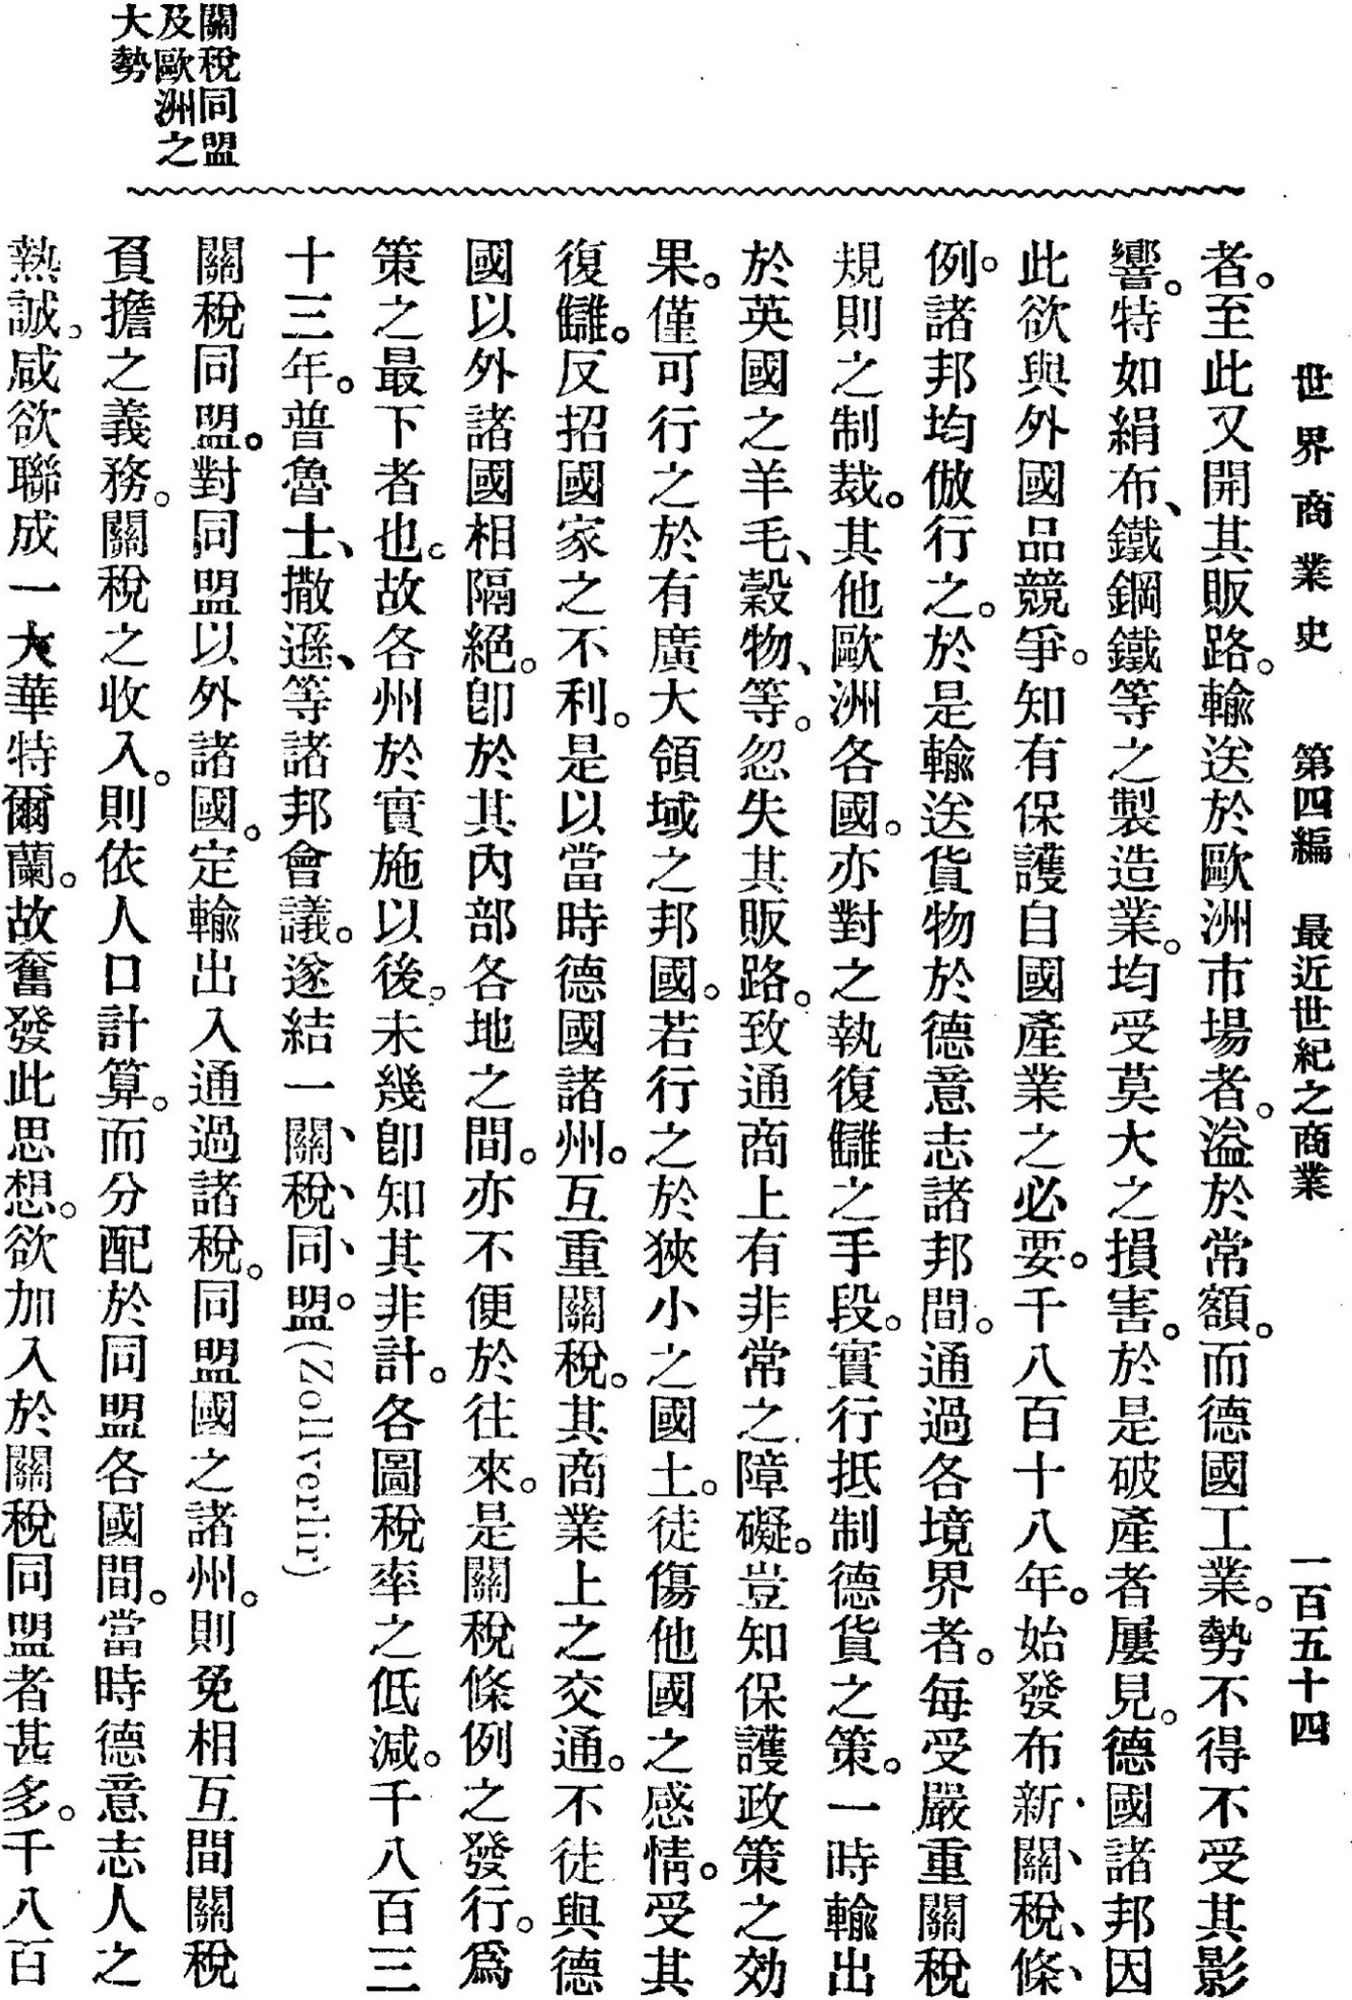 世界商業史　第四編　最近世紀之商業　一百五十四
者。至此又開其販路。輸送於歐洲市場者。溢於常額。而德國工業。勢不得不受其影
響。特如絹布、鐵鋼鐵等之製造業。均受莫大之損害。於是破產者屢見。德國諸邦因
此欲與外國品競爭。知有保護自國產業之必要。千八百十八年。始發布新關稅條
例。諸邦均倣行之。於是輸送貨物於德意志諸邦間。通過各境界者。每受嚴重關稅
規則之制裁。其他歐洲各國。亦對之執復讎之手段。實行抵制德貨之策。一時輸出
於英國之羊毛、穀物、等。忽失其販路。致通商上有非常之障礙。豈知保護政策之効
果。僅可行之於有廣大領域之邦國。若行之於狹小之國土。徒傷他國之感情。受其
復讎。反招國家之不利。是以當時德國諸州。互重關稅。其商業上之交通。不徒與德
國以外諸國相隔絕。卽於其內部各地之間。亦不便於往來。是關稅條例之發行。爲
策之最下者也。故各州於實施以後。未幾卽知其非計。各圖稅率之低減。千八百三
十三年。普魯士、撒遜、等諸邦會議。遂結一關稅同盟。(Zollverlir)
關稅同盟及歐洲之大勢
關稅同盟。對同盟以外諸國。定輸出入通過諸稅。同盟國之諸州。則免相互間關稅
負擔之義務。關稅之收入。則依人口計算。而分配於同盟各國間。當時德意志人之
熱誠。咸欲聯成一大華特爾蘭。故奮發此思想。欲加入於關稅同盟者甚多。千八百